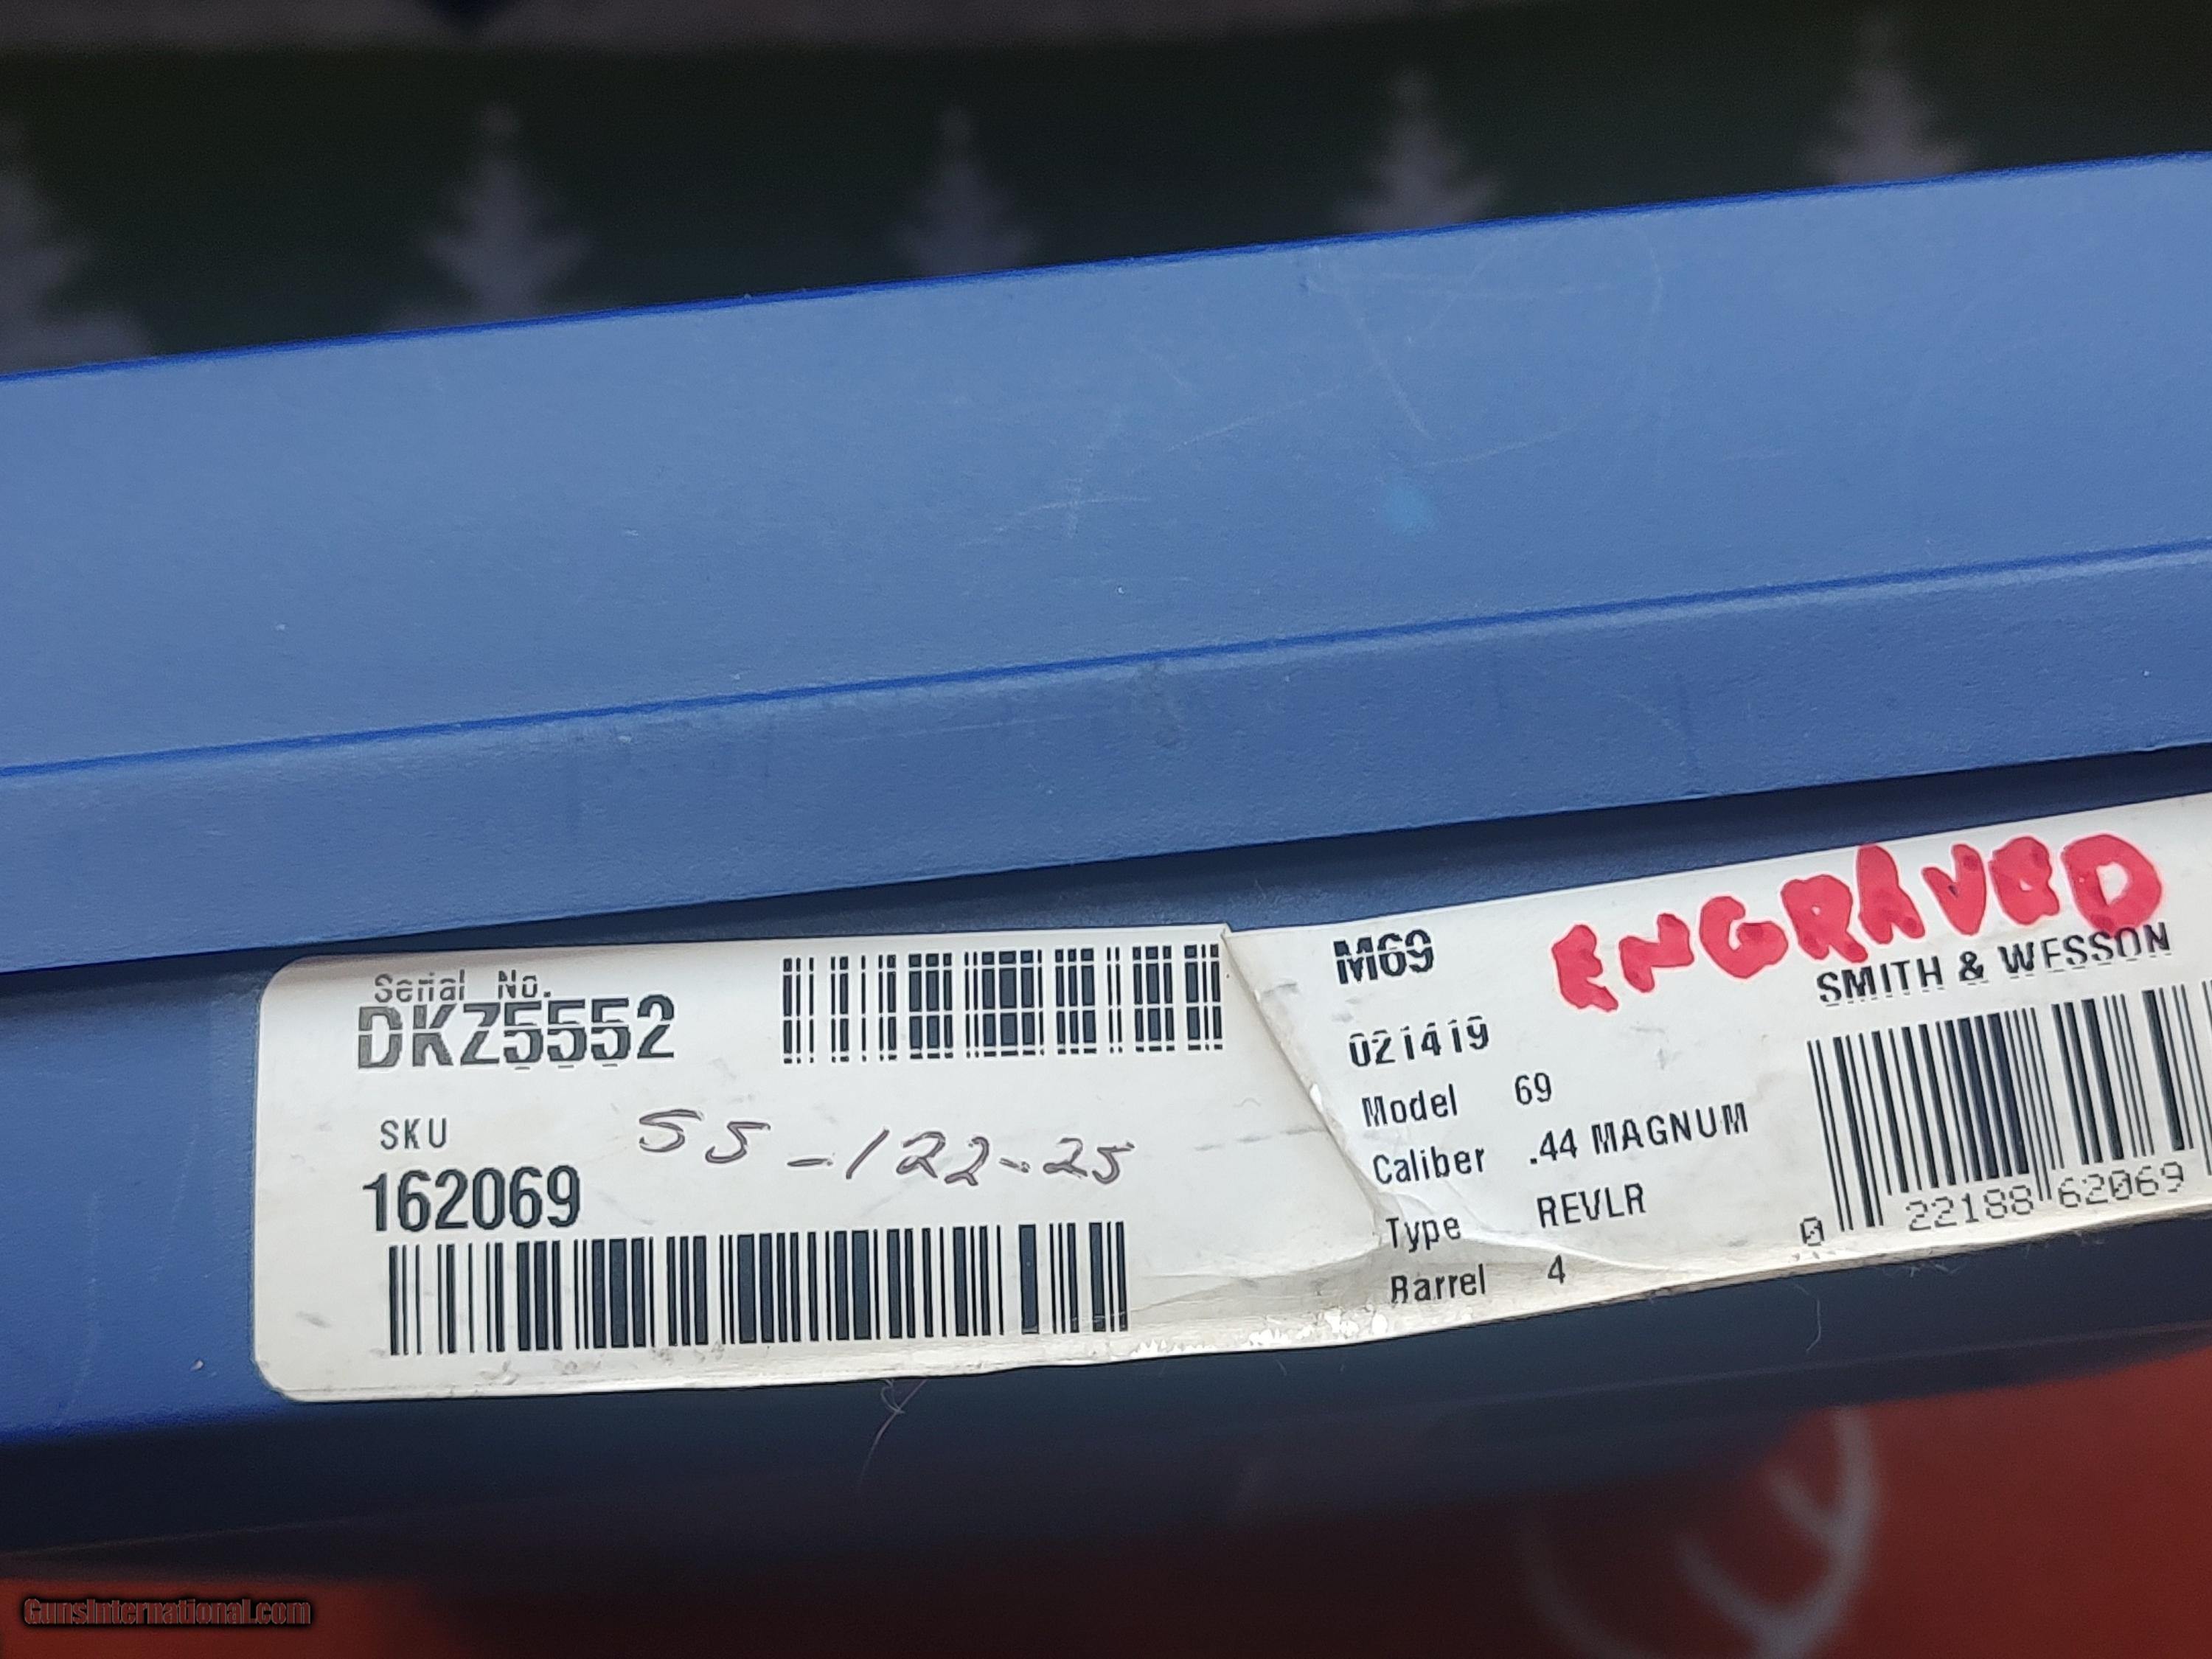 Serial No.
DKZ5552
SKU
162069
SS-122-25
M69
ENGRAVED
SMITH & WESSON
021419
Model 69
Caliber .44 MAGNUM
Type REVLR
Barrel 4
0 22188 62069
GunsInternational.com